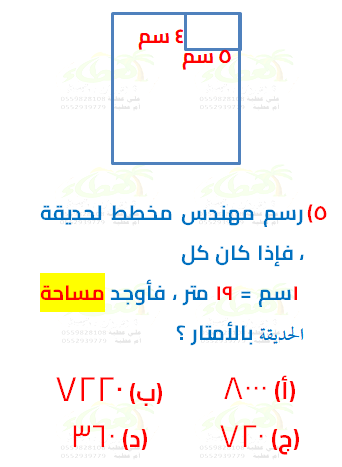 ٤ سم
٥ سم
٥) رسم مهندس مخطط لحديقة
، فإذا كان كل
١سم = ١٩ متر ، فأوجد مساحة
الحديقة بالأمتار ؟
(أ) ٨٠٠٠ (ب) ٧٢٢٠
(ج) ٧٢٠ (د) ٣٦٠